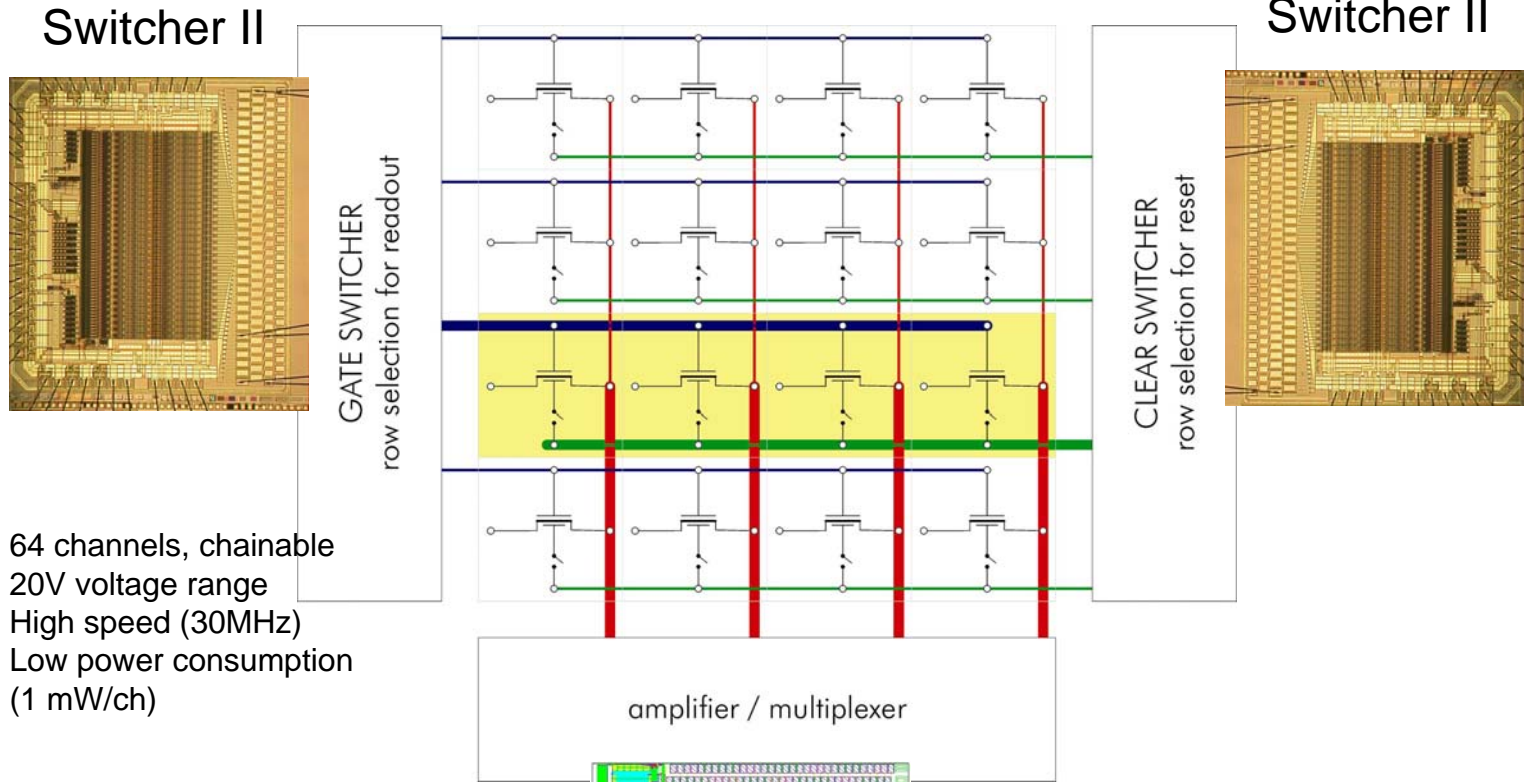 Switcher II
Switcher II
GATE SWITCHER
row selection for readout
CLEAR SWITCHER
row selection for reset
64 channels, chainable
20V voltage range
High speed (30MHz)
Low power consumption
(1 mW/ch)
amplifier / multiplexer